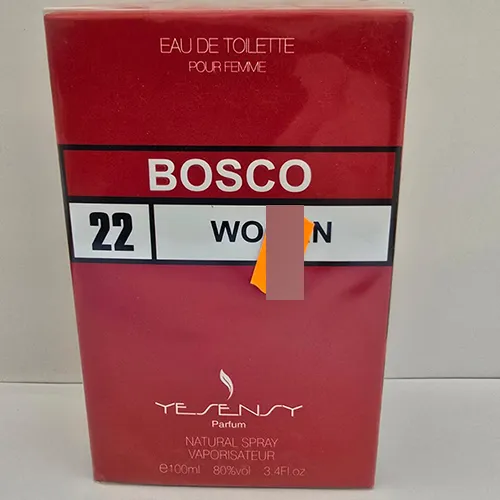 EAU DE TOILETTE
POUR FEMME
BOSCO
22
YESENSY
Parfum
NATURAL SPRAY
VAPORISATEUR
e100ml 80%vol 3.4Fl.oz